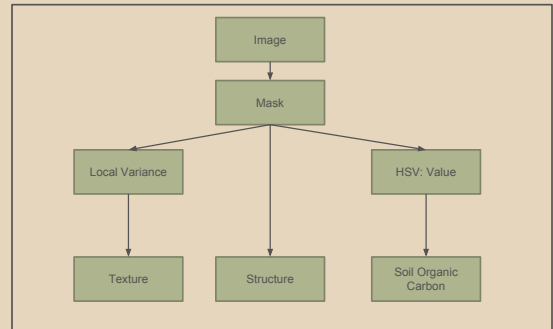 Image
Mask
Local Variance
HSV: Value
Texture
Structure
Soil Organic
Carbon